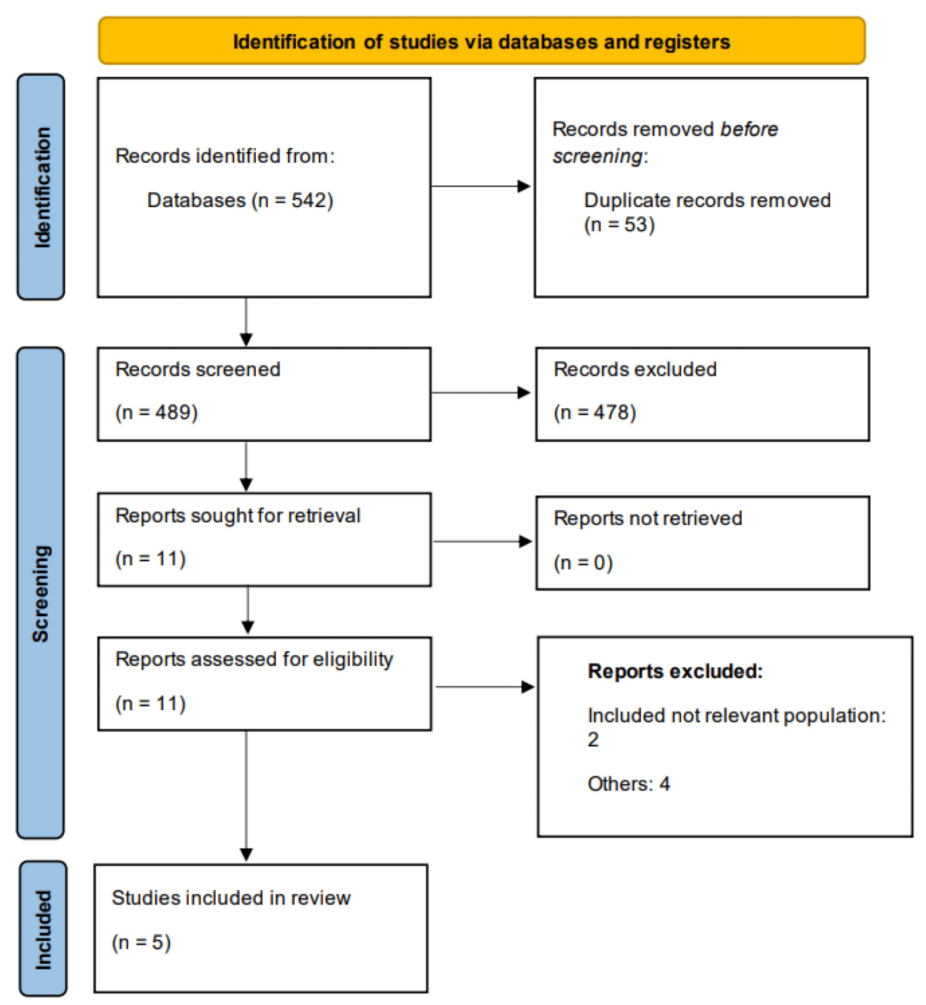 Identification of studies via databases and registers
Identification
Records identified from:
Databases (n = 542)
Records removed before
screening:
Duplicate records removed
(n = 53)
Screening
Records screened
(n = 489)
Records excluded
(n = 478)
Reports sought for retrieval
(n = 11)
Reports not retrieved
(n = 0)
Reports assessed for eligibility
(n = 11)
Reports excluded:
Included not relevant population:
2
Others: 4
Included
Studies included in review
(n = 5)